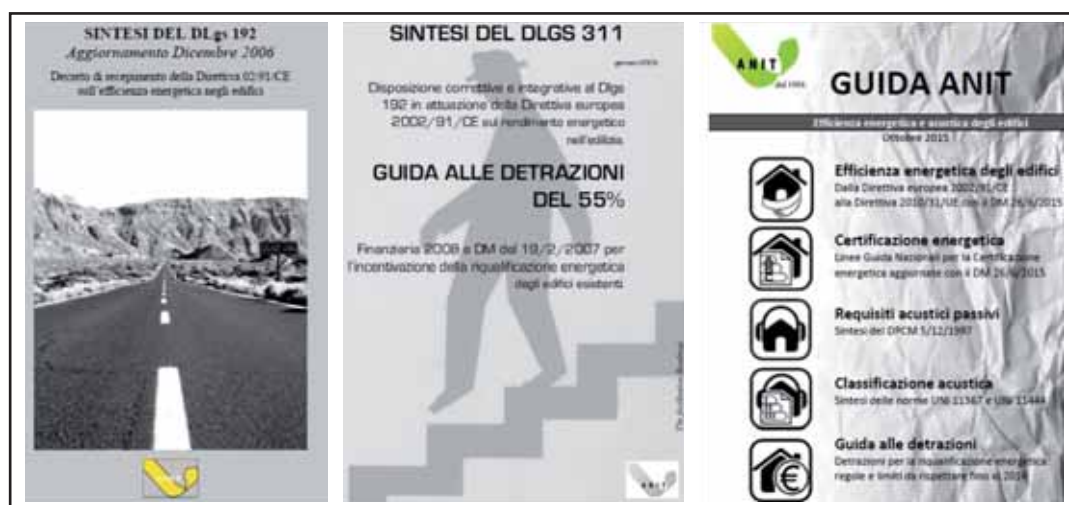 SINTESI DEL DLgs 192
Aggiornamento Dicembre 2006
Decreto di recepimento della Direttiva 02/91/CE
sull'efficienza energetica negli edifici
SINTESI DEL DLGS 311
Disposizione correttive e integrative al Dlgs
192 in attuazione della Direttiva europea
2002/91/CE sul rendimento energetico
nell'edilizia.
GUIDA ALLE DETRAZIONI
DEL 55%
Finanziaria 2008 e DM del 19/2/2007 per
l'incentivazione della riqualificazione energetica
degli edifici esistenti.
ANIT
ANIT
dal 1984
GUIDA ANIT
Efficienza energetica e acustica degli edifici
Ottobre 2015
Efficienza energetica degli edifici
Dalla Direttiva europea 2002/91/CE
alla Direttiva 2010/31/UE con il DM 26/6/2015
Certificazione energetica
Linee Guida Nazionali per la Certificazione
energetica aggiornate con il DM 26/6/2015
Requisiti acustici passivi
Sintesi del DPCM 5/12/1997
Classificazione acustica
Sintesi delle norme UNI 11367 e UNI 11444
Guida alle detrazioni
Detrazioni per la riqualificazione energetica
regole e limiti da rispettare fino al